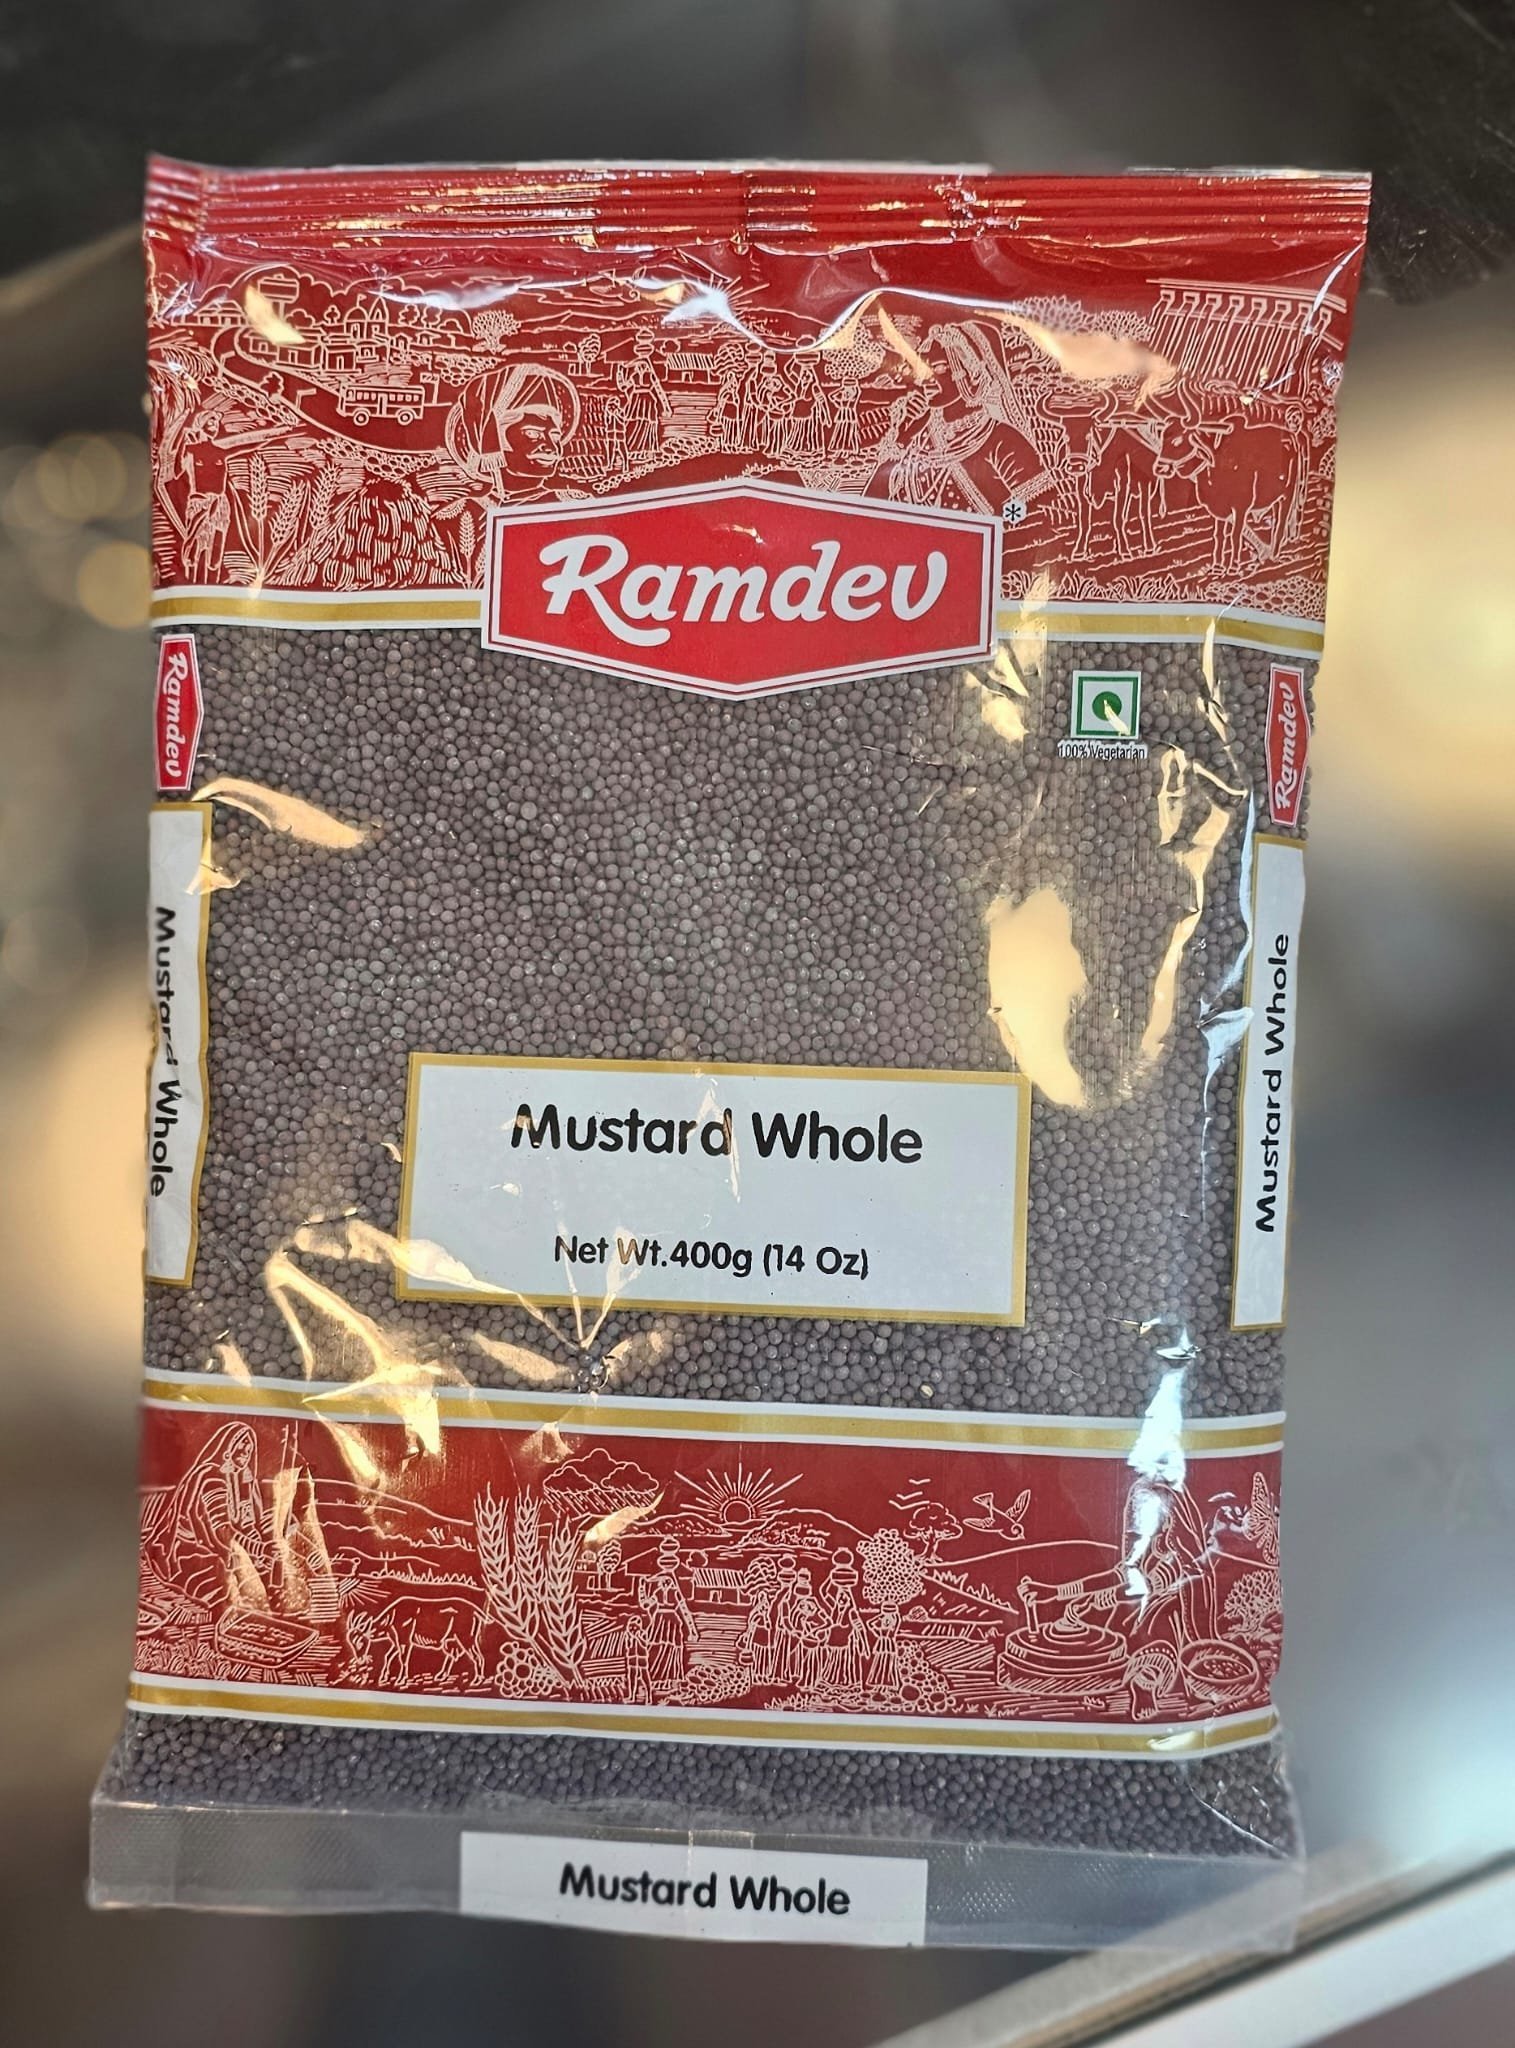 Ramdev
*
Ramdev
100% Vegetarian
Ramdev
Mustard Whole
Mustard Whole
Mustard Whole
Net Wt.400g (14 Oz)
Mustard Whole